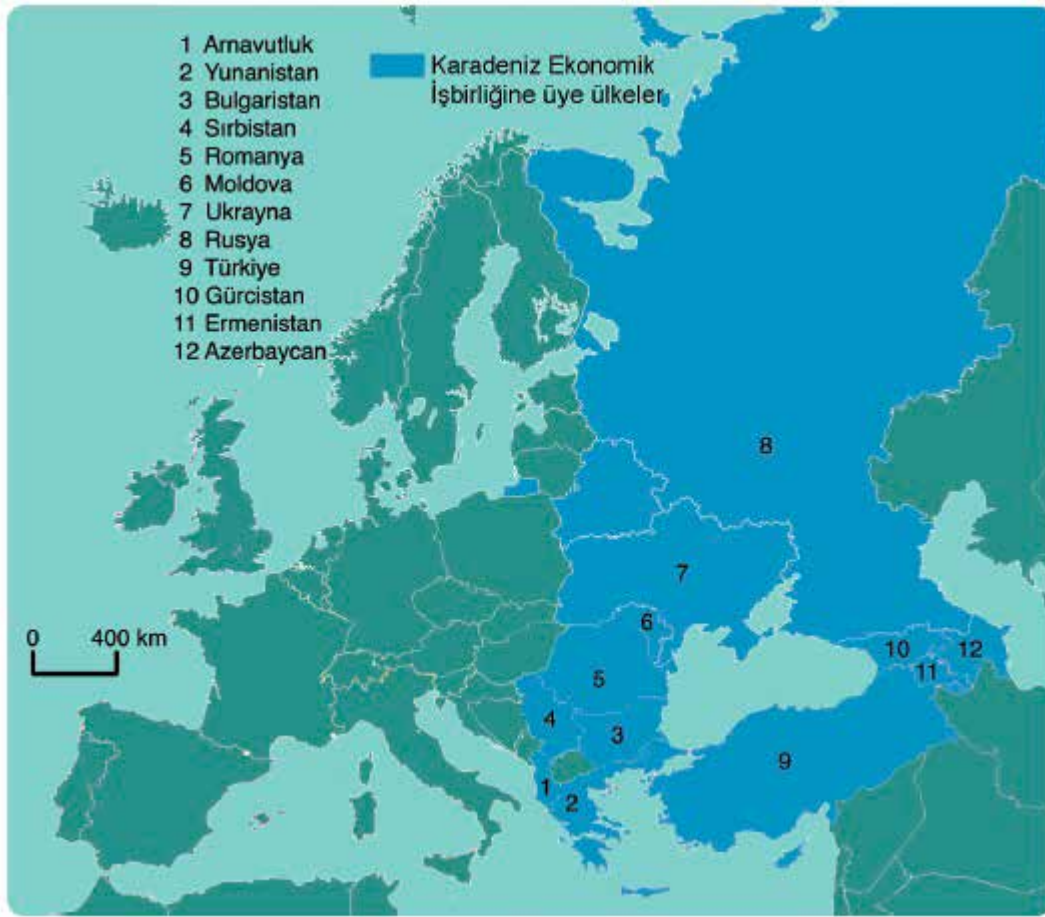 1 Arnavutluk
2 Yunanistan
3 Bulgaristan
4 Sırbistan
5 Romanya
6 Moldova
7 Ukrayna
8 Rusya
9 Türkiye
10 Gürcistan
11 Ermenistan
12 Azerbaycan
Karadeniz Ekonomik
İşbirliğine üye ülkeler
8
7
6
10
12
11
5
4
3
9
1
2
0 400 km